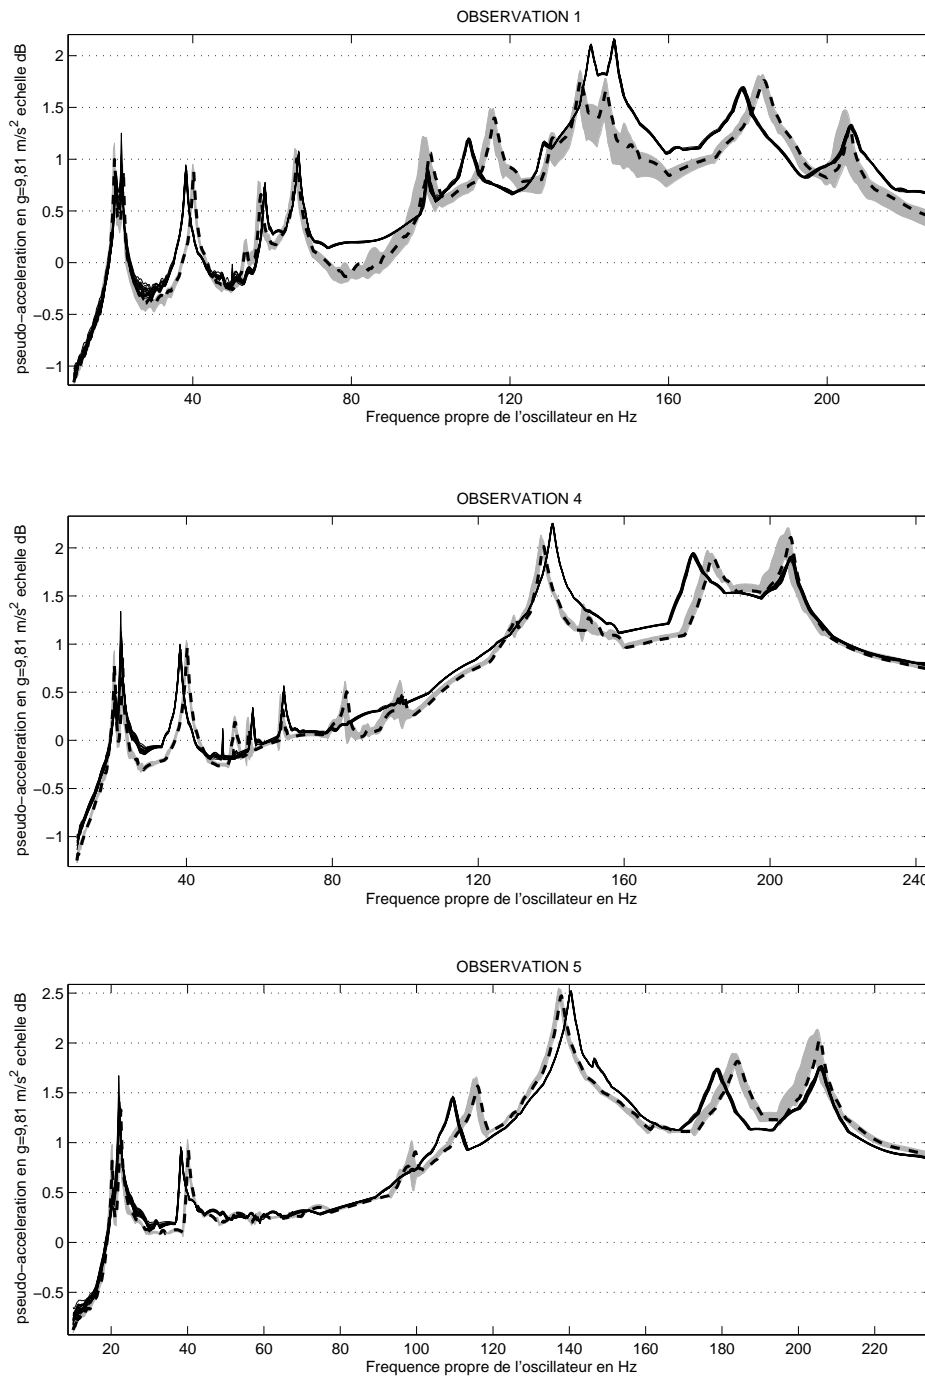 OBSERVATION 1
pseudo−acceleration en g=9,81 m/s² echelle dB
2
1.5
1
0.5
0
−0.5
−1
40 80 120 160 200
Frequence propre de l'oscillateur en Hz
OBSERVATION 4
pseudo−acceleration en g=9,81 m/s² echelle dB
2
1.5
1
0.5
0
−0.5
−1
40 80 120 160 200 240
Frequence propre de l'oscillateur en Hz
OBSERVATION 5
pseudo−acceleration en g=9,81 m/s² echelle dB
2.5
2
1.5
1
0.5
0
−0.5
20 40 60 80 100 120 140 160 180 200 220
Frequence propre de l'oscillateur en Hz